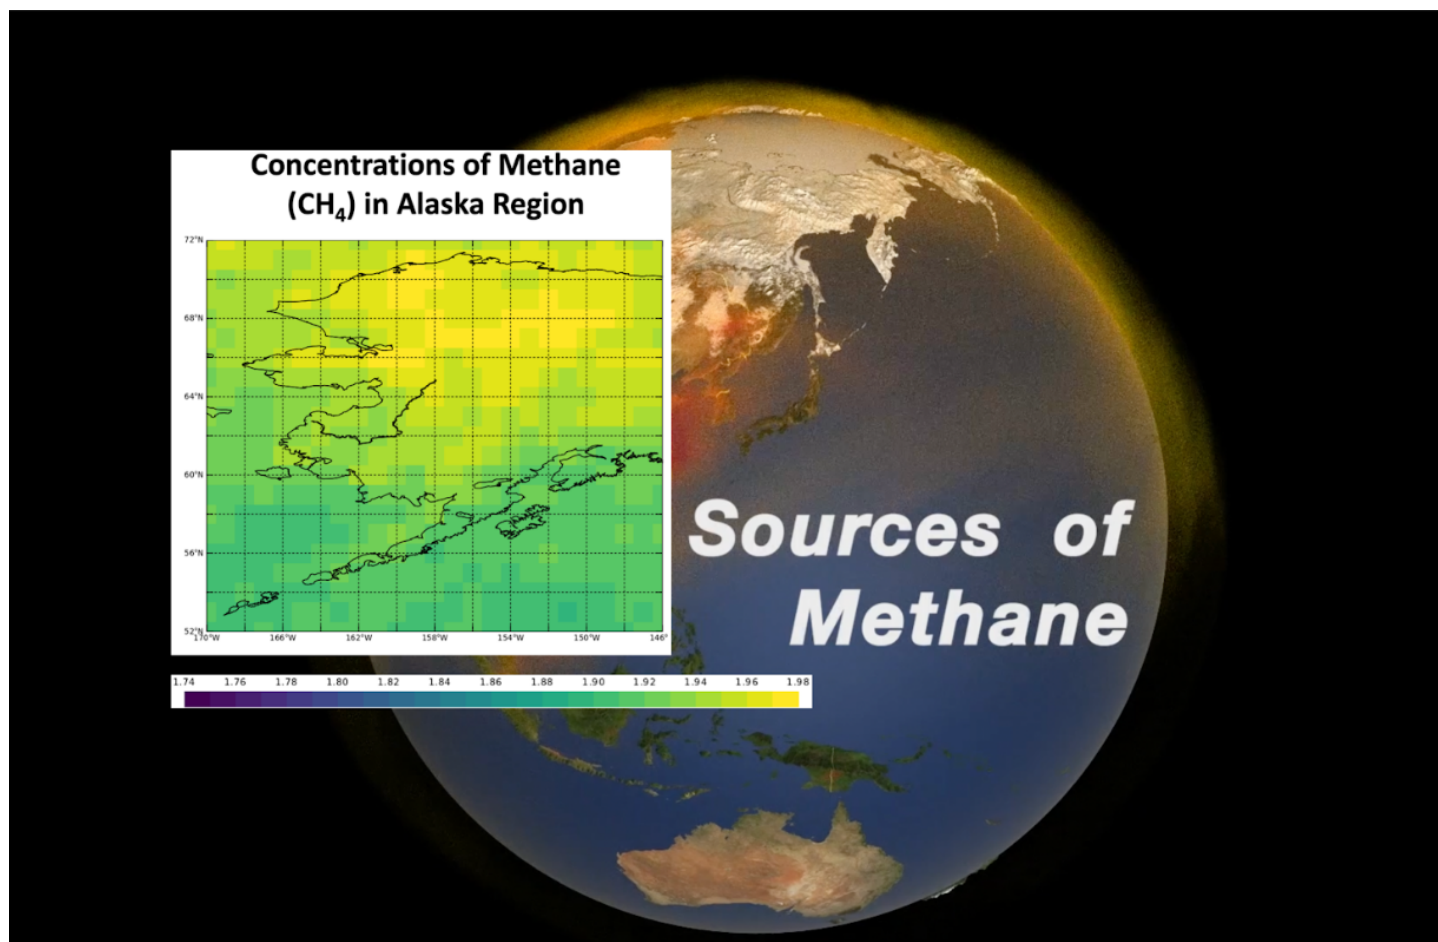 Concentrations of Methane
(CH₄) in Alaska Region
72°N
68°N
64°N
60°N
56°N
52°N
170°W 166°W 162°W 158°W 154°W 150°W 146°
Sources of
Methane
1.74 1.76 1.78 1.80 1.82 1.84 1.86 1.88 1.90 1.92 1.94 1.96 1.98